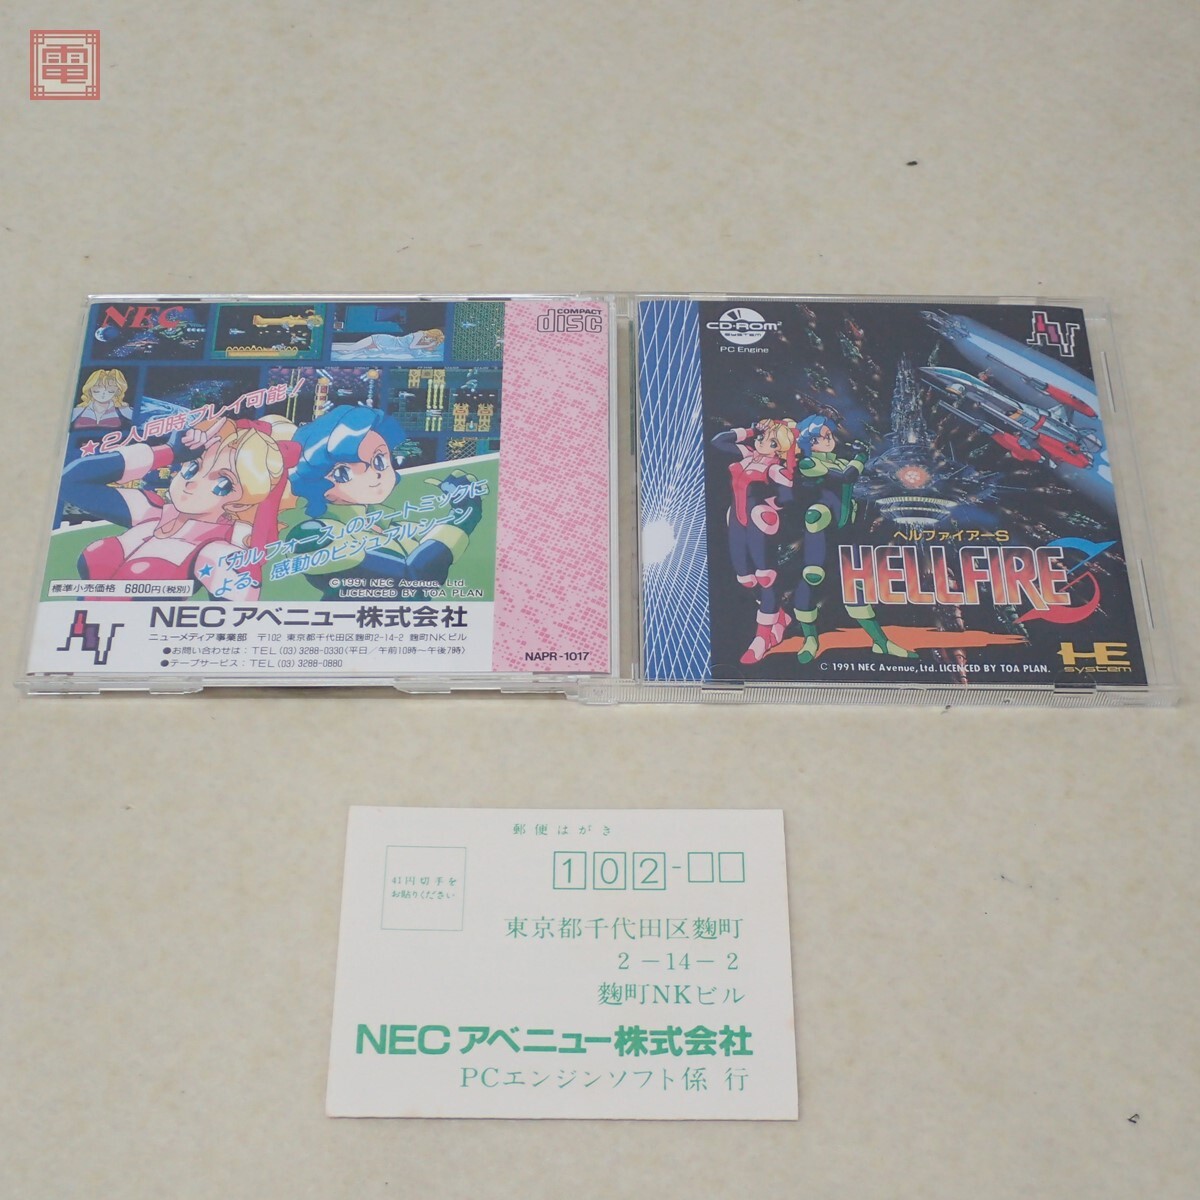 電
NEC
COMPACT
disc
★2人同時プレイ可能！
★「ガルフォース」のアートミックに
よる、感動のビジュアルシーン
標準小売価格 6800円(税別)
©1991 NEC Avenue, Ltd.
LICENCED BY TOA PLAN
NEC アベニュー株式会社
ニューメディア事業部 〒102 東京都千代田区麹町2-14-2 麹町NKビル
●お問い合わせは：TEL(03)3288-0330〈平日／午前10時〜午後7時〉
●テープサービス：TEL(03)3288-0880
NAPR-1017
CD-ROM²
SYSTEM
PC Engine
ヘルファイアーS
HELLFIRE S
© 1991 NEC Avenue, Ltd. LICENCED BY TOA PLAN.
HE
SYSTEM
郵便はがき
41円切手を
お貼りください
102-□□
東京都千代田区麴町
2－14－2
麴町NKビル
NEC アベニュー株式会社
PCエンジンソフト係 行